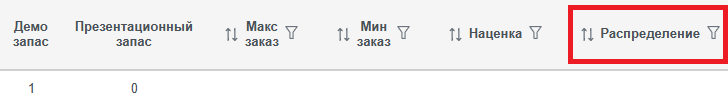 Демо запас
Презентационный запас
Макс заказ
Мин заказ
Наценка
Распределение
1
0